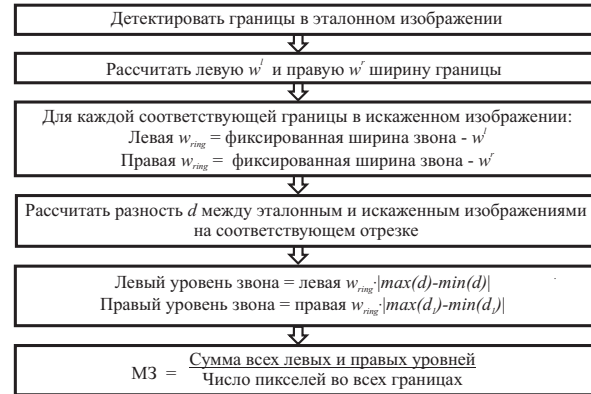 Детектировать границы в эталонном изображении
Рассчитать левую w^l и правую w^r ширину границы
Для каждой соответствующей границы в искаженном изображении:
Левая w_ring = фиксированная ширина звона - w^l
Правая w_ring = фиксированная ширина звона - w^r
Рассчитать разность d между эталонным и искаженным изображениями
на соответствующем отрезке
Левый уровень звона = левая w_ring·|max(d)-min(d)|
Правый уровень звона = правая w_ring·|max(d_1)-min(d_1)|
МЗ = Сумма всех левых и правых уровней
Число пикселей во всех границах